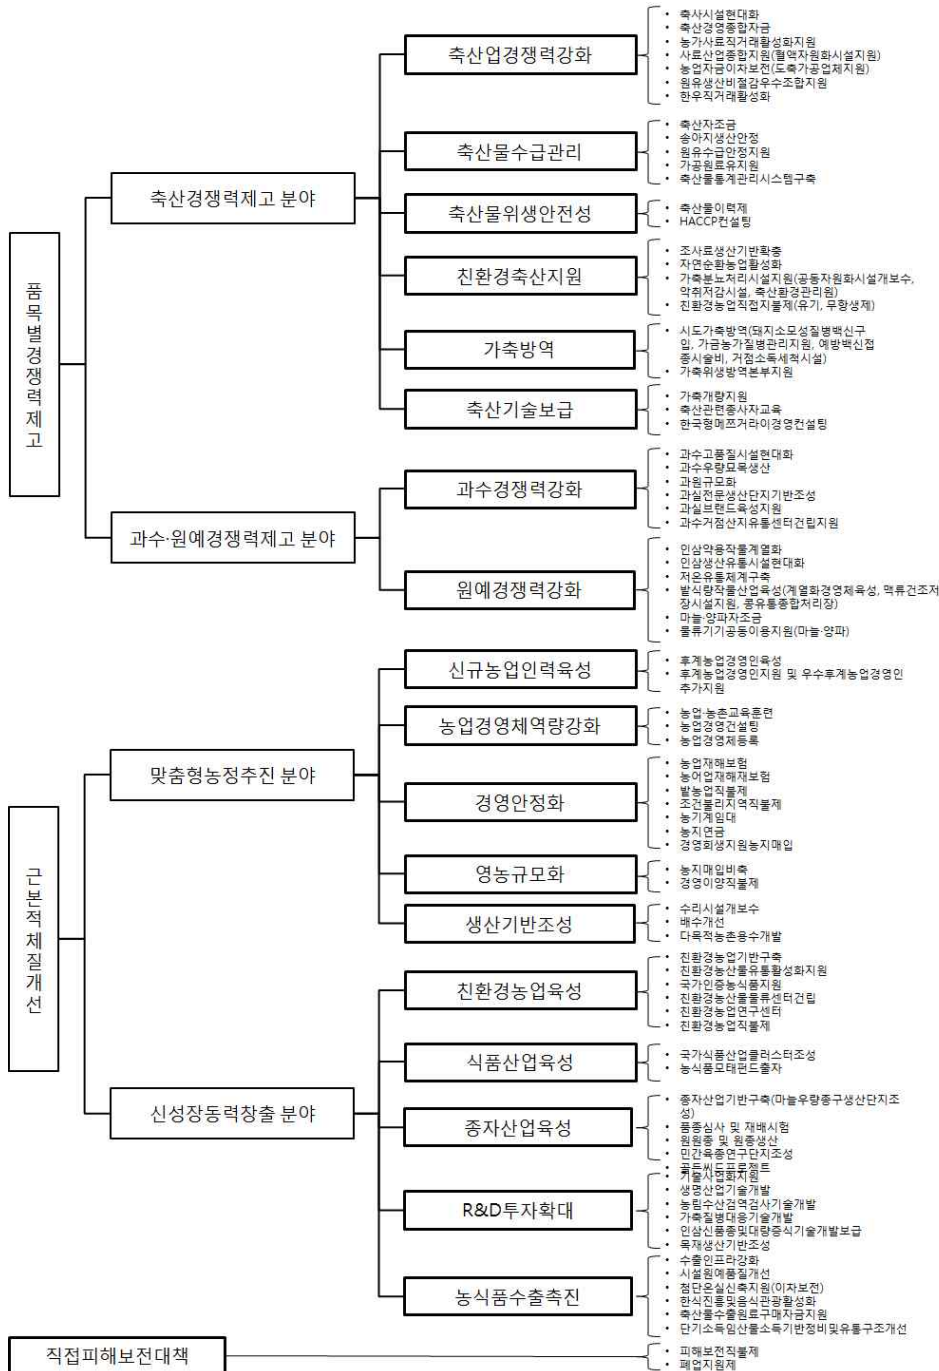 품목별경쟁력제고
축산경쟁력제고 분야
축산업경쟁력강화
• 축사시설현대화
• 축산경영종합자금
• 농가사료직거래활성화지원
• 사료산업종합지원(혈액자원화시설지원)
• 농업자금이차보전(도축가공업체지원)
• 원유생산비절감우수조합지원
• 한우직거래활성화
축산물수급관리
• 축산자조금
• 송아지생산안정
• 원유수급안정지원
• 가공원료유지원
• 축산물통계관리시스템구축
축산물위생안전성
• 축산물이력제
• HACCP컨설팅
친환경축산지원
• 조사료생산기반확충
• 자연순환농업활성화
• 가축분뇨처리시설지원(공동자원화시설개보수,
악취저감시설, 축산환경관리원)
• 친환경농업직접지불제(유기, 무항생제)
가축방역
• 시도가축방역(돼지소모성질병백신구
입, 가금농가질병관리지원, 예방백신접
종시술비, 거점소독세척시설)
• 가축위생방역본부지원
축산기술보급
• 가축개량지원
• 축산관련종사자교육
• 한국형메쯔거라이경영컨설팅
과수·원예경쟁력제고 분야
과수경쟁력강화
• 과수고품질시설현대화
• 과수우량묘목생산
• 과원규모화
• 과실전문생산단지기반조성
• 과실브랜드육성지원
• 과수거점산지유통센터건립지원
원예경쟁력강화
• 인삼약용작물계열화
• 인삼생산유통시설현대화
• 저온유통체계구축
• 밭식량작물산업육성(계열화경영체육성, 맥류건조저
장시설지원, 콩유통종합처리장)
• 마늘·양파자조금
• 물류기기공동이용지원(마늘·양파)
근본적체질개선
맞춤형농정추진 분야
신규농업인력육성
• 후계농업경영인육성
• 후계농업경영인지원 및 우수후계농업경영인
추가지원
농업경영체역량강화
• 농업·농촌교육훈련
• 농업경영컨설팅
• 농업경영체등록
경영안정화
• 농업재해보험
• 농어업재해재보험
• 밭농업직불제
• 조건불리지역직불제
• 농기계임대
• 농지연금
• 경영회생지원농지매입
영농규모화
• 농지매입비축
• 경영이양직불제
생산기반조성
• 수리시설개보수
• 배수개선
• 다목적농촌용수개발
신성장동력창출 분야
친환경농업육성
• 친환경농업기반구축
• 친환경농산물유통활성화지원
• 국가인증농식품지원
• 친환경농산물물류센터건립
• 친환경농업연구센터
• 친환경농업직불제
식품산업육성
• 국가식품산업클러스터조성
• 농식품모태펀드출자
종자산업육성
• 종자산업기반구축(마늘우량종구생산단지조
성)
• 품종심사 및 재배시험
• 원원종 및 원종생산
• 민간육종연구단지조성
• 골든씨드프로젝트
R&D투자확대
• 기술사업화지원
• 생명산업기술개발
• 농림수산검역검사기술개발
• 가축질병대응기술개발
• 인삼신품종및대량증식기술개발보급
• 목재생산기반조성
농식품수출촉진
• 수출인프라강화
• 시설원예품질개선
• 첨단온실신축지원(이차보전)
• 한식진흥및음식관광활성화
• 축산물수출원료구매자금지원
• 단기소득임산물소득기반정비및유통구조개선
직접피해보전대책
• 피해보전직불제
• 폐업지원제